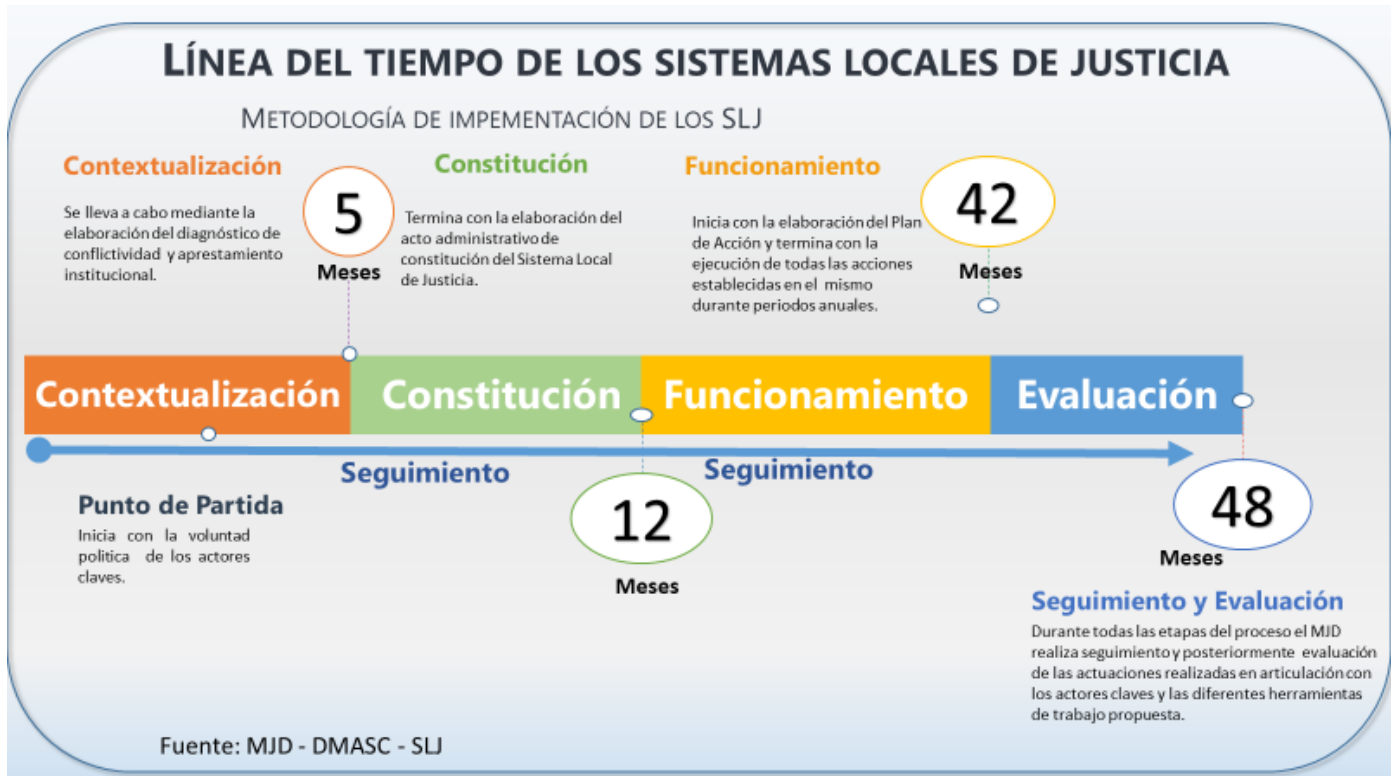 LÍNEA DEL TIEMPO DE LOS SISTEMAS LOCALES DE JUSTICIA
METODOLOGÍA DE IMPEMENTACIÓN DE LOS SLJ
Contextualización
Se lleva a cabo mediante la
elaboración del diagnóstico de
conflictividad y aprestamiento
institucional.
5
Meses
Constitución
Termina con la elaboración del
acto administrativo de
constitución del Sistema Local
de Justicia.
Funcionamiento
Inicia con la elaboración del Plan
de Acción y termina con la
ejecución de todas las acciones
establecidas en el mismo
durante periodos anuales.
42
Meses
Contextualización
Constitución
Funcionamiento
Evaluación
Seguimiento
Seguimiento
Punto de Partida
Inicia con la voluntad
politica de los actores
claves.
12
Meses
48
Meses
Seguimiento y Evaluación
Durante todas las etapas del proceso el MJD
realiza seguimiento y posteriormente evaluación
de las actuaciones realizadas en articulación con
los actores claves y las diferentes herramientas
de trabajo propuesta.
Fuente: MJD - DMASC - SLJ